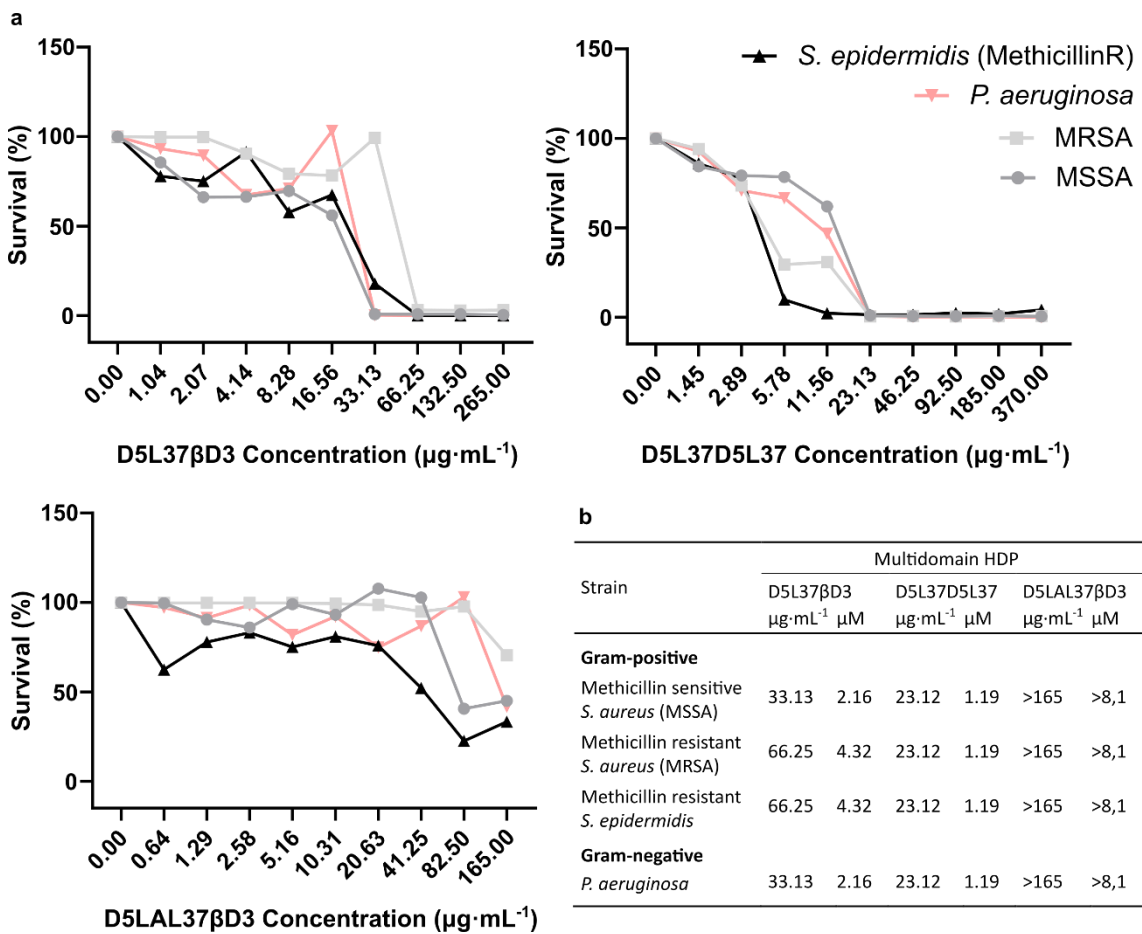 a
150
100
50
0
Survival (%)
0.00
1.04
2.07
4.14
8.28
16.56
33.13
66.25
132.50
265.00
D5L37βD3 Concentration (µg·mL⁻¹)
150
100
50
0
Survival (%)
0.00
1.45
2.89
5.78
11.56
23.13
46.25
92.50
185.00
370.00
D5L37D5L37 Concentration (µg·mL⁻¹)
S. epidermidis (MethicillinR)
P. aeruginosa
MRSA
MSSA
150
100
50
0
Survival (%)
0.00
0.64
1.29
2.58
5.16
10.31
20.63
41.25
82.50
165.00
D5LAL37βD3 Concentration (µg·mL⁻¹)
b
Multidomain HDP
Strain
D5L37βD3 D5L37D5L37 D5LAL37βD3
µg·mL⁻¹ µM µg·mL⁻¹ µM µg·mL⁻¹ µM
Gram-positive
Methicillin sensitive
S. aureus (MSSA) 33.13 2.16 23.12 1.19 >165 >8,1
Methicillin resistant
S. aureus (MRSA) 66.25 4.32 23.12 1.19 >165 >8,1
Methicillin resistant
S. epidermidis 66.25 4.32 23.12 1.19 >165 >8,1
Gram-negative
P. aeruginosa 33.13 2.16 23.12 1.19 >165 >8,1